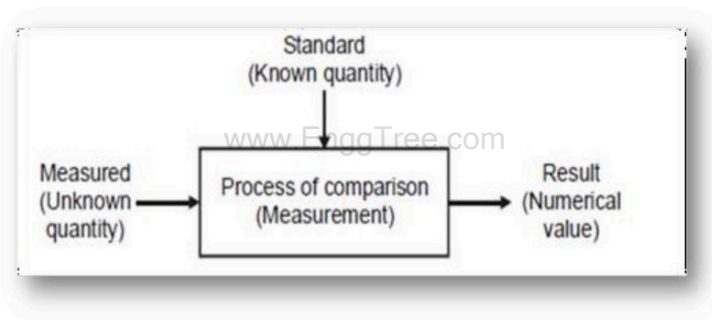 Standard
(Known quantity)
www.EnggTree.com
Measured
(Unknown
quantity)
Process of comparison
(Measurement)
Result
(Numerical
value)